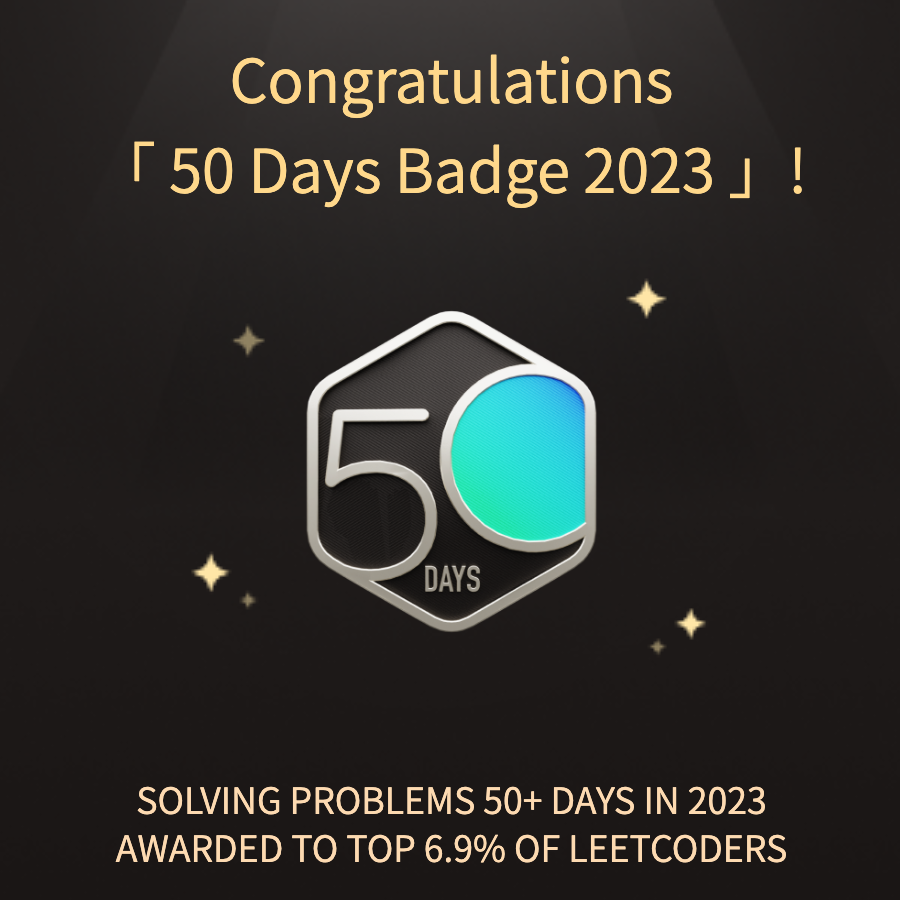 Congratulations
「 50 Days Badge 2023 」!
50
DAYS
SOLVING PROBLEMS 50+ DAYS IN 2023
AWARDED TO TOP 6.9% OF LEETCODERS